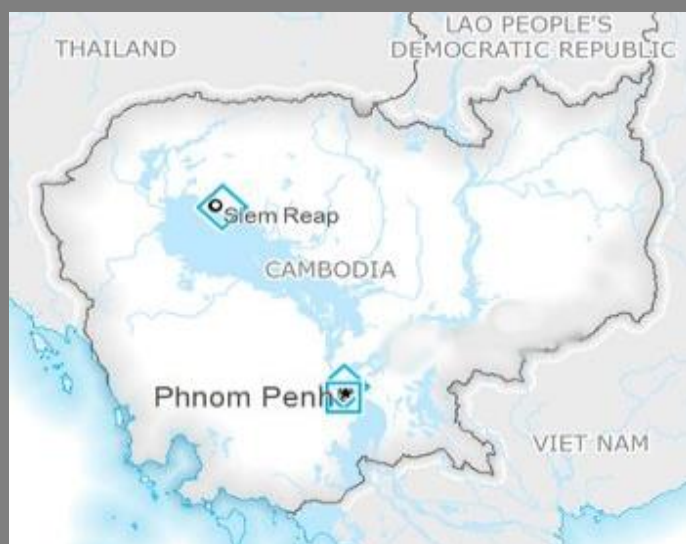 THAILAND
LAO PEOPLE'S
DEMOCRATIC REPUBLIC
Siem Reap
CAMBODIA
Phnom Penh
VIET NAM